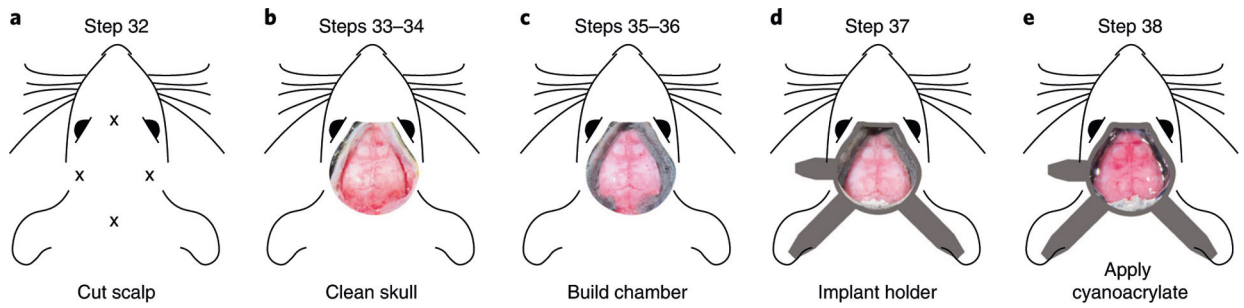 a
Step 32
x
x x
x
Cut scalp
b
Steps 33–34
Clean skull
c
Steps 35–36
Build chamber
d
Step 37
Implant holder
e
Step 38
Apply
cyanoacrylate